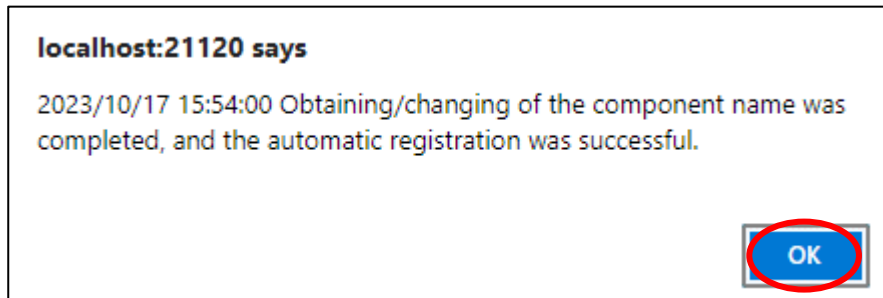 localhost:21120 says
2023/10/17 15:54:00 Obtaining/changing of the component name was
completed, and the automatic registration was successful.
OK